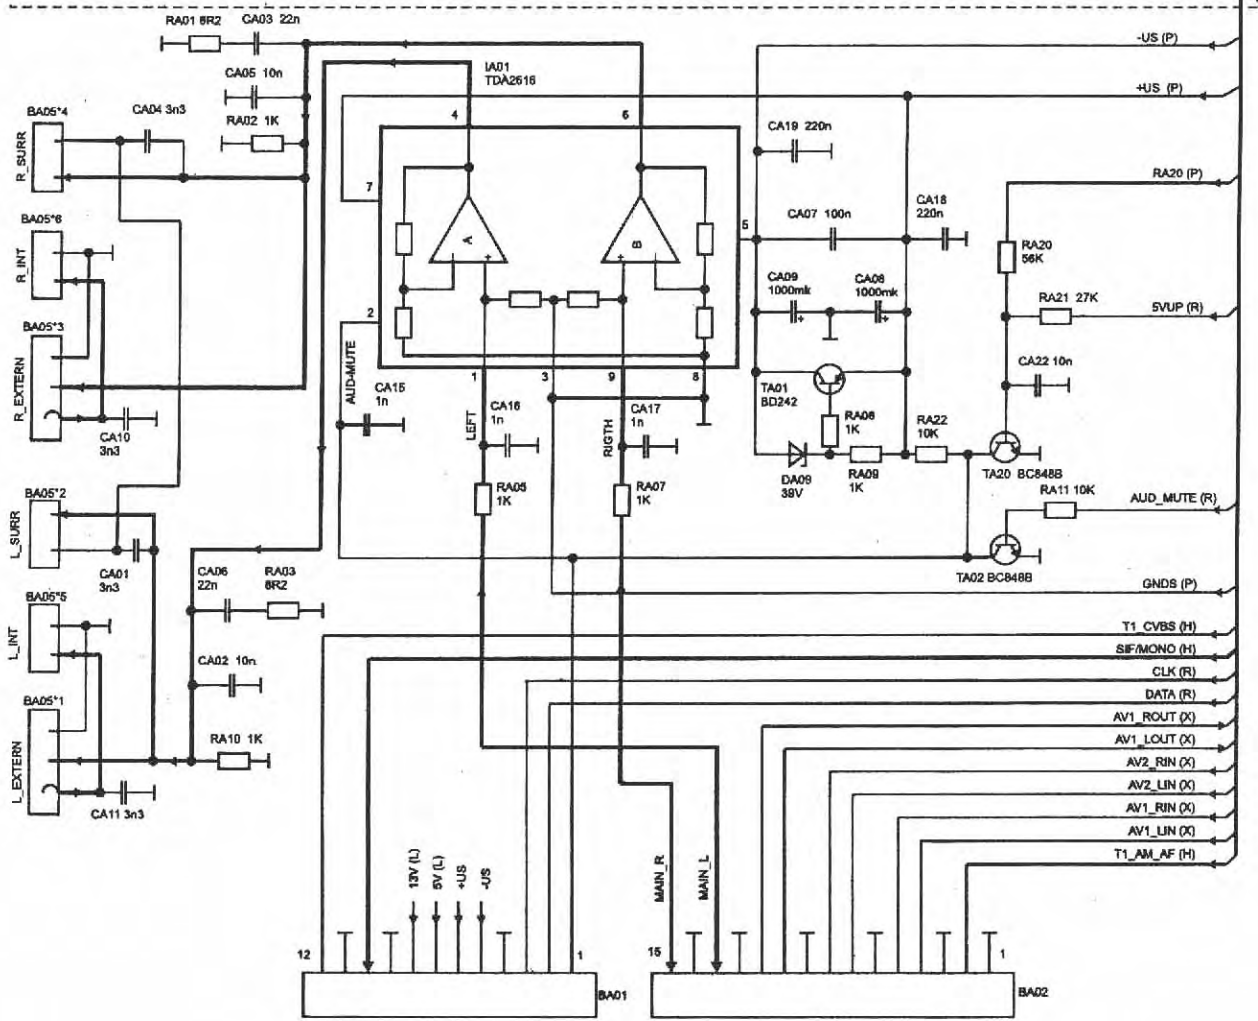 RA01 8R2 CA03 22n
-US (P)
IA01
TDA2616
CA05 10n
+US (P)
BA05*4
CA04 3n3
RA02 1K
4
6
CA19 220n
R_SURR
7
RA20 (P)
BA05*6
CA07 100n
CA18
220n
5
R_INT
A
B
RA20
56K
CA09
1000mk
CA08
1000mk
RA21 27K
5VUP (R)
2
BA05*3
R_EXTERN
AUD-MUTE
1
3
9
8
CA15
1n
TA01
BD242
CA22 10n
CA16
1n
CA17
1n
LEFT
RIGTH
RA08
1K
RA22
10K
CA10
3n3
RA05
1K
RA07
1K
DA09
39V
RA09
1K
TA20 BC848B
BA05*2
L_SURR
RA11 10K
AUD_MUTE (R)
CA01
3n3
CA06
22n
RA03
8R2
TA02 BC848B
GNDS (P)
BA05*5
L_INT
T1_CVBS (H)
SIF/MONO (H)
CA02 10n
CLK (R)
BA05*1
DATA (R)
L_EXTERN
RA10 1K
AV1_ROUT (X)
AV1_LOUT (X)
AV2_RIN (X)
CA11 3n3
AV2_LIN (X)
AV1_RIN (X)
AV1_LIN (X)
T1_AM_AF (H)
13V (L)
5V (L)
+US
-US
MAIN_R
MAIN_L
12
1
15
1
BA01
BA02